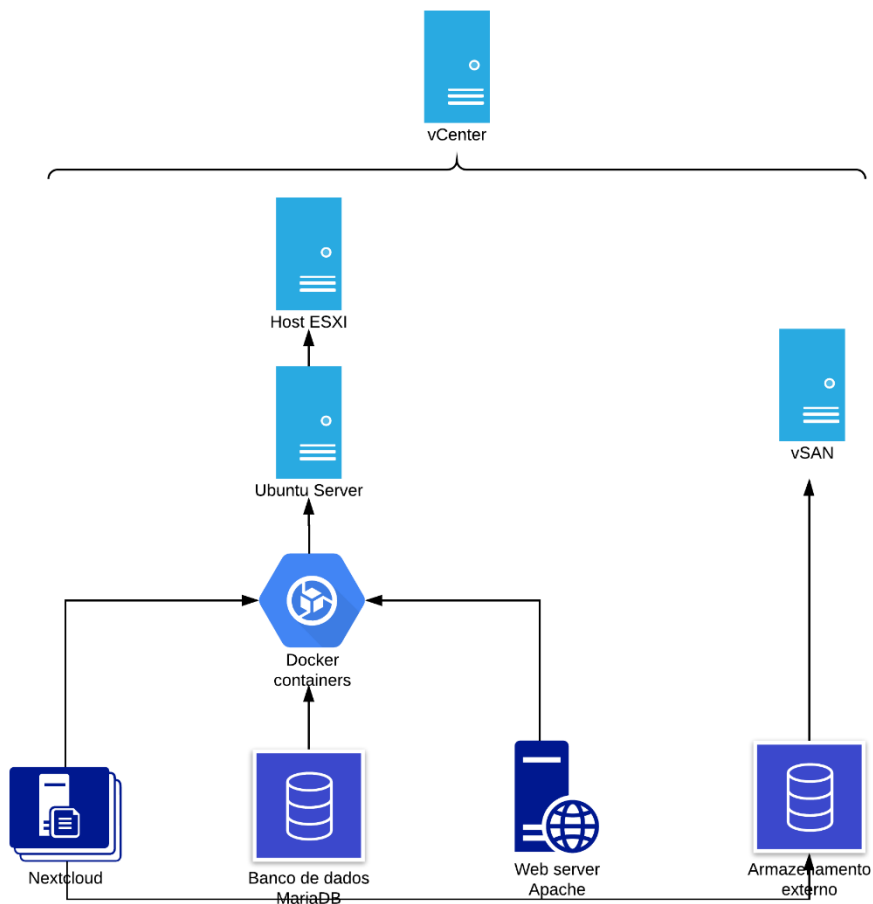 vCenter
Host ESXI
Ubuntu Server
vSAN
Docker
containers
Nextcloud
Banco de dados
MariaDB
Web server
Apache
Armazenamento
externo